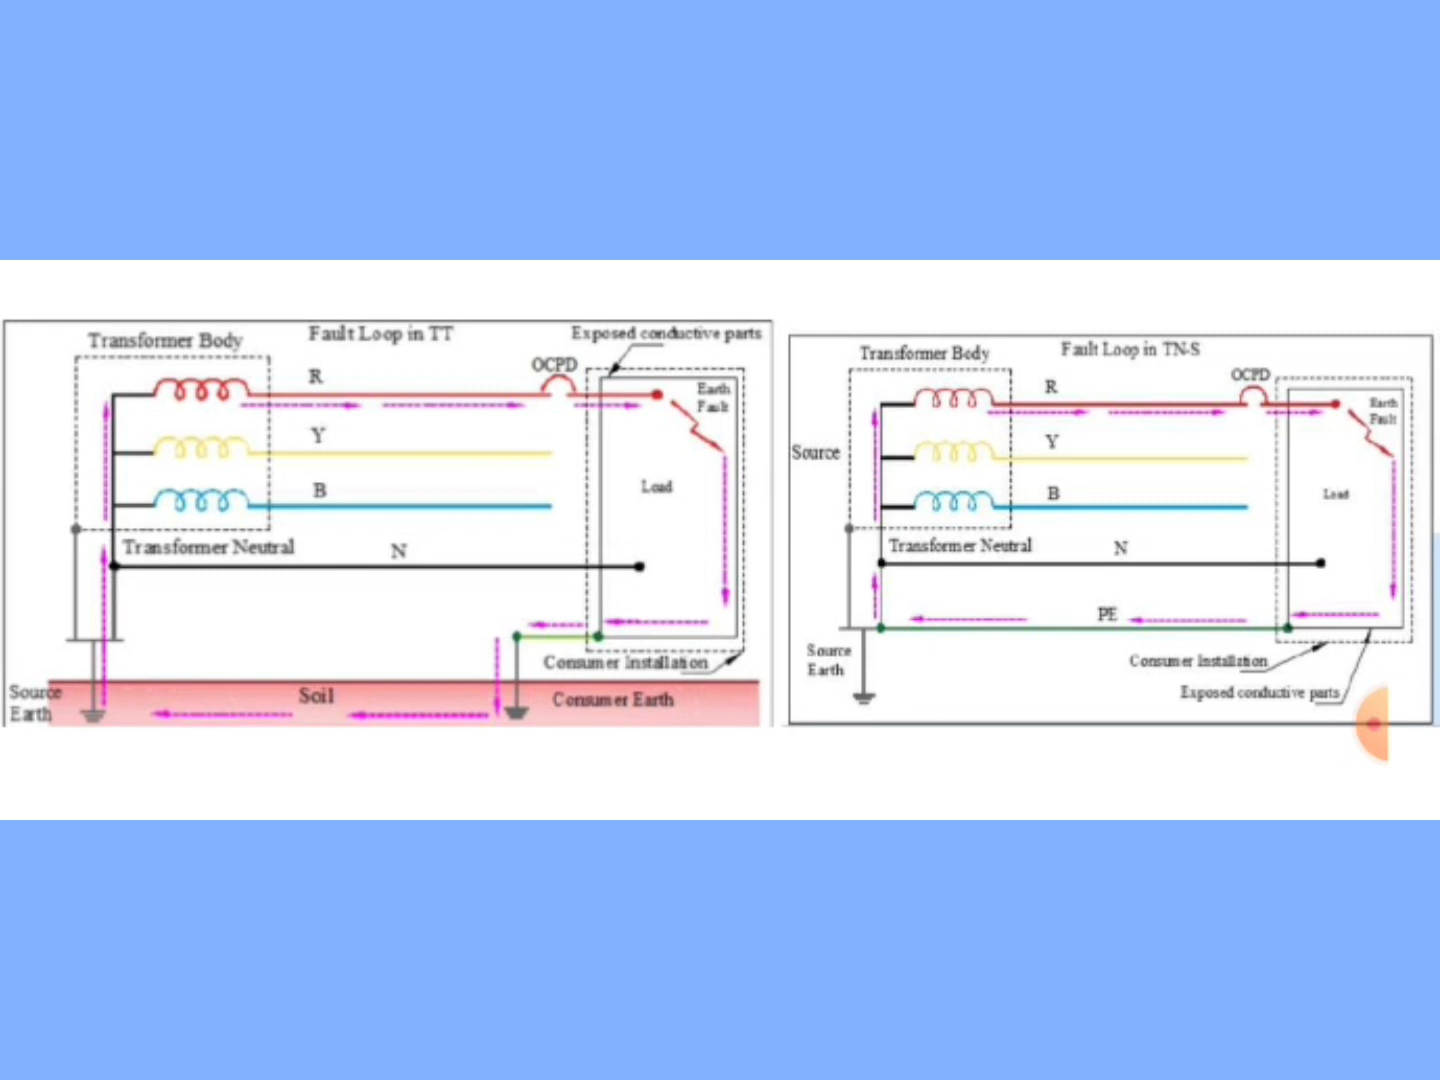 Fault Loop in TT
Transformer Body
Exposed conductive parts
OCPD
R
Earth
Fault
Y
Load
B
Transformer Neutral
N
Consumer Installation
Source
Earth
Soil
Consumer Earth
Fault Loop in TN-S
Transformer Body
OCPD
R
Earth
Fault
Y
Source
Load
B
Transformer Neutral
N
PE
Source
Earth
Consumer Installation
Exposed conductive parts